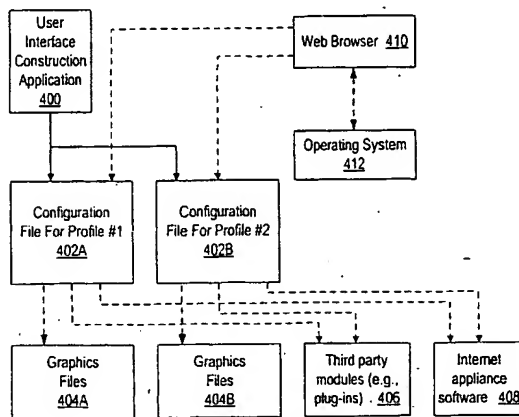 User
Interface
Construction
Application
400
Web Browser 410
Operating System
412
Configuration
File For Profile #1
402A
Configuration
File For Profile #2
402B
Graphics
Files
404A
Graphics
Files
404B
Third party
modules (e.g.,
plug-ins) 406
Internet
appliance
software 408